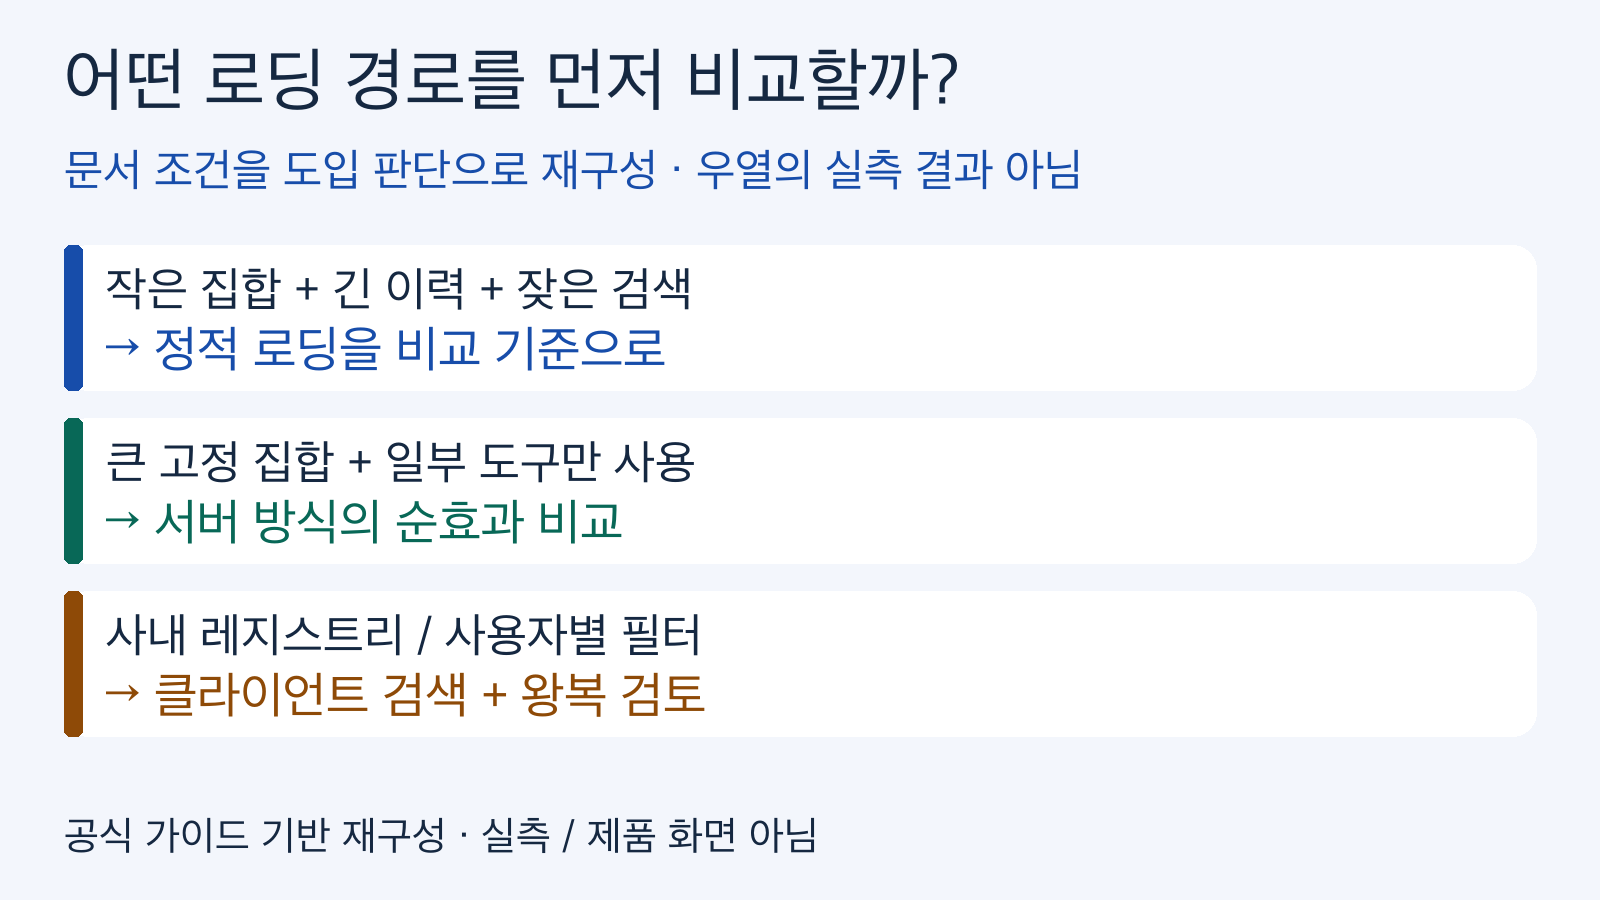 어떤 로딩 경로를 먼저 비교할까?
문서 조건을 도입 판단으로 재구성 · 우열의 실측 결과 아님
작은 집합 + 긴 이력 + 잦은 검색
→ 정적 로딩을 비교 기준으로
큰 고정 집합 + 일부 도구만 사용
→ 서버 방식의 순효과 비교
사내 레지스트리 / 사용자별 필터
→ 클라이언트 검색 + 왕복 검토
공식 가이드 기반 재구성 · 실측 / 제품 화면 아님